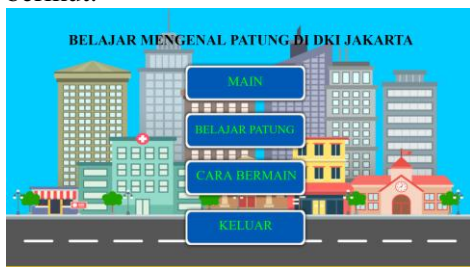 BELAJAR MENGENAL PATUNG DI DKI JAKARTA
MAIN
BELAJAR PATUNG
CARA BERMAIN
KELUAR